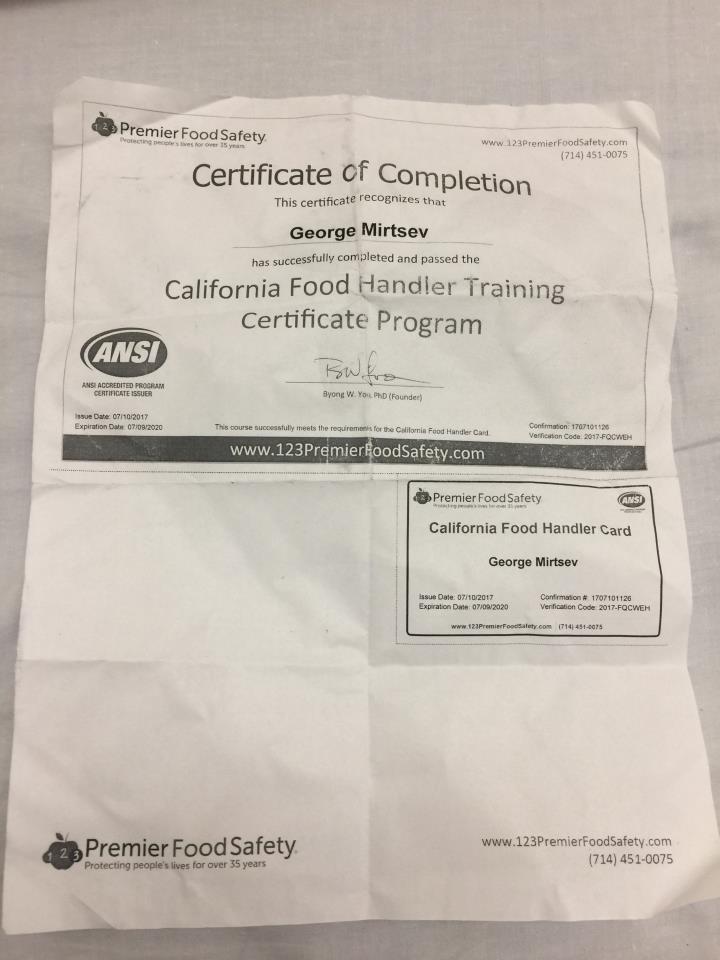 Premier Food Safety
Protecting people's lives for over 35 years
www.123PremierFoodSafety.com
(714) 451-0075
Certificate of Completion
This certificate recognizes that
George Mirtsev
has successfully completed and passed the
California Food Handler Training
Certificate Program
ANSI
ANSI ACCREDITED PROGRAM
CERTIFICATE ISSUER
Byong W. You, PhD (Founder)
Issue Date: 07/10/2017
Expiration Date: 07/09/2020
This course successfully meets the requirements for the California Food Handler Card.
Confirmation: 1707101126
Verification Code: 2017-FQCWEH
www.123PremierFoodSafety.com
Premier Food Safety
Protecting people's lives for over 35 years
ANSI
California Food Handler Card
George Mirtsev
Issue Date: 07/10/2017
Expiration Date: 07/09/2020
Confirmation #: 1707101126
Verification Code: 2017-FQCWEH
www.123PremierFoodSafety.com (714) 451-0075
1 2 3 Premier Food Safety
Protecting people's lives for over 35 years
www.123PremierFoodSafety.com
(714) 451-0075